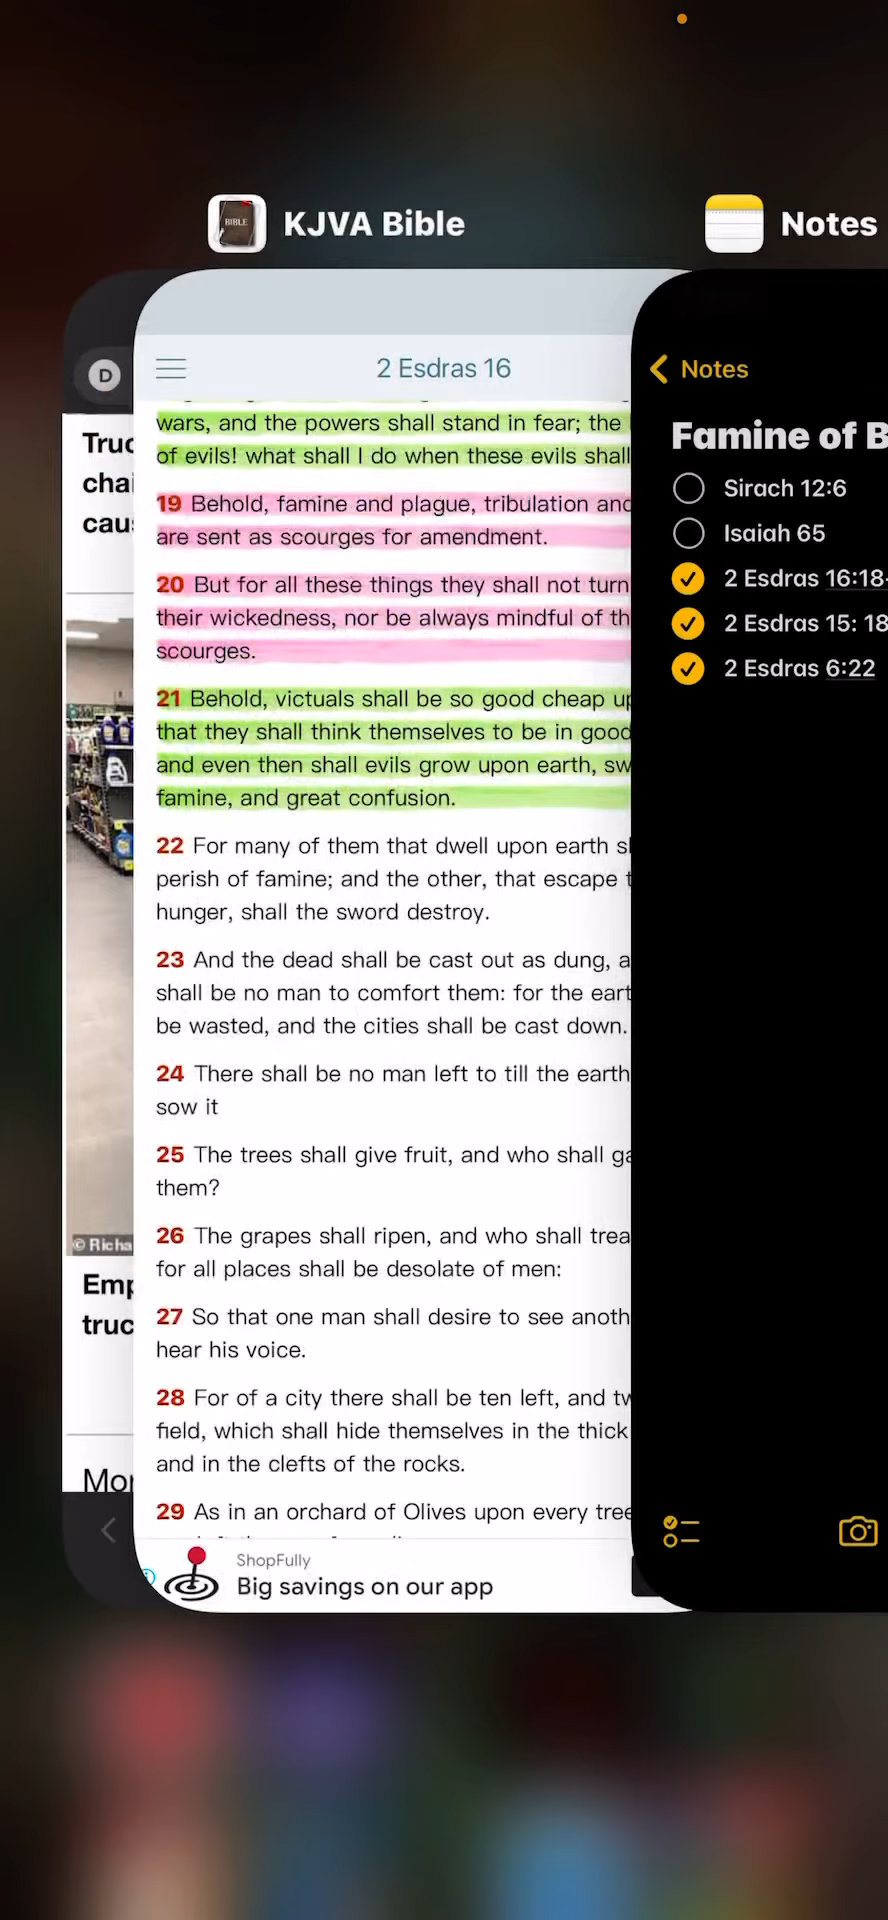 BIBLE
KJVA Bible
Notes
D
2 Esdras 16
Notes
wars, and the powers shall stand in fear; the
of evils! what shall I do when these evils shall
19 Behold, famine and plague, tribulation and
are sent as scourges for amendment.
20 But for all these things they shall not turn
their wickedness, nor be always mindful of th
scourges.
21 Behold, victuals shall be so good cheap up
that they shall think themselves to be in good
and even then shall evils grow upon earth, sw
famine, and great confusion.
22 For many of them that dwell upon earth s
perish of famine; and the other, that escape t
hunger, shall the sword destroy.
23 And the dead shall be cast out as dung, a
shall be no man to comfort them: for the eart
be wasted, and the cities shall be cast down.
24 There shall be no man left to till the earth
sow it
25 The trees shall give fruit, and who shall ga
them?
26 The grapes shall ripen, and who shall trea
for all places shall be desolate of men:
27 So that one man shall desire to see anoth
hear his voice.
28 For of a city there shall be ten left, and tw
field, which shall hide themselves in the thick
and in the clefts of the rocks.
29 As in an orchard of Olives upon every tree
ShopFully
Big savings on our app
Truc
chai
cau
© Richa
Emp
truc
Mor
Famine of B
Sirach 12:6
Isaiah 65
2 Esdras 16:18-
2 Esdras 15: 18
2 Esdras 6:22